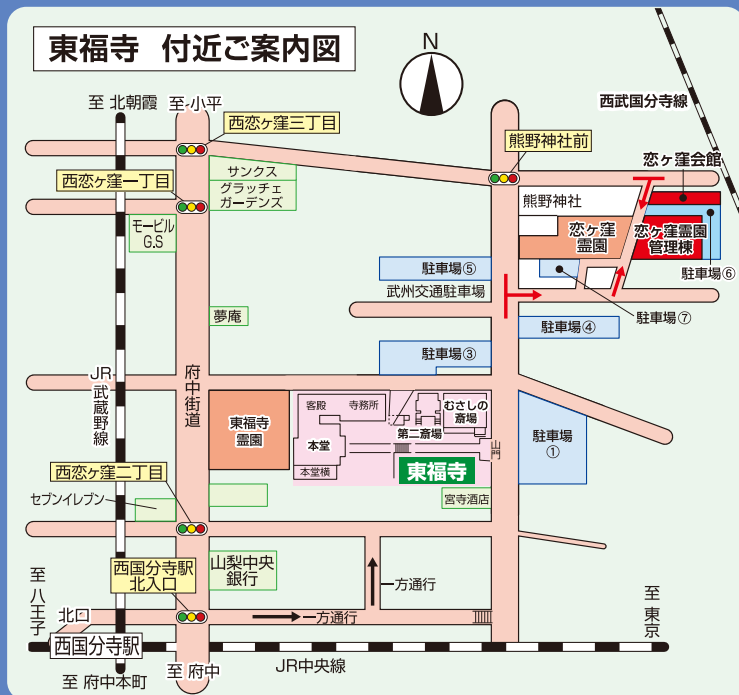 東福寺 付近ご案内図
N
至 北朝霞
至 小平
西武国分寺線
西恋ヶ窪三丁目
熊野神社前
恋ヶ窪会館
サンクス
西恋ヶ窪一丁目
グラッチェ
ガーデンズ
熊野神社
モービル
G.S
恋ヶ窪
霊園
恋ヶ窪霊園
管理棟
駐車場⑤
駐車場⑥
武州交通駐車場
夢庵
駐車場⑦
駐車場④
駐車場③
JR
武蔵野線
府中街道
客殿
寺務所
むさしの
斎場
東福寺
霊園
第二斎場
本堂
山門
駐車場
①
西恋ヶ窪二丁目
本堂横
東福寺
セブンイレブン
宮寺酒店
西国分寺駅
北入口
山梨中央
銀行
至 八王子
一方通行
至 東京
北口
一方通行
西国分寺駅
至 府中
JR中央線
至 府中本町